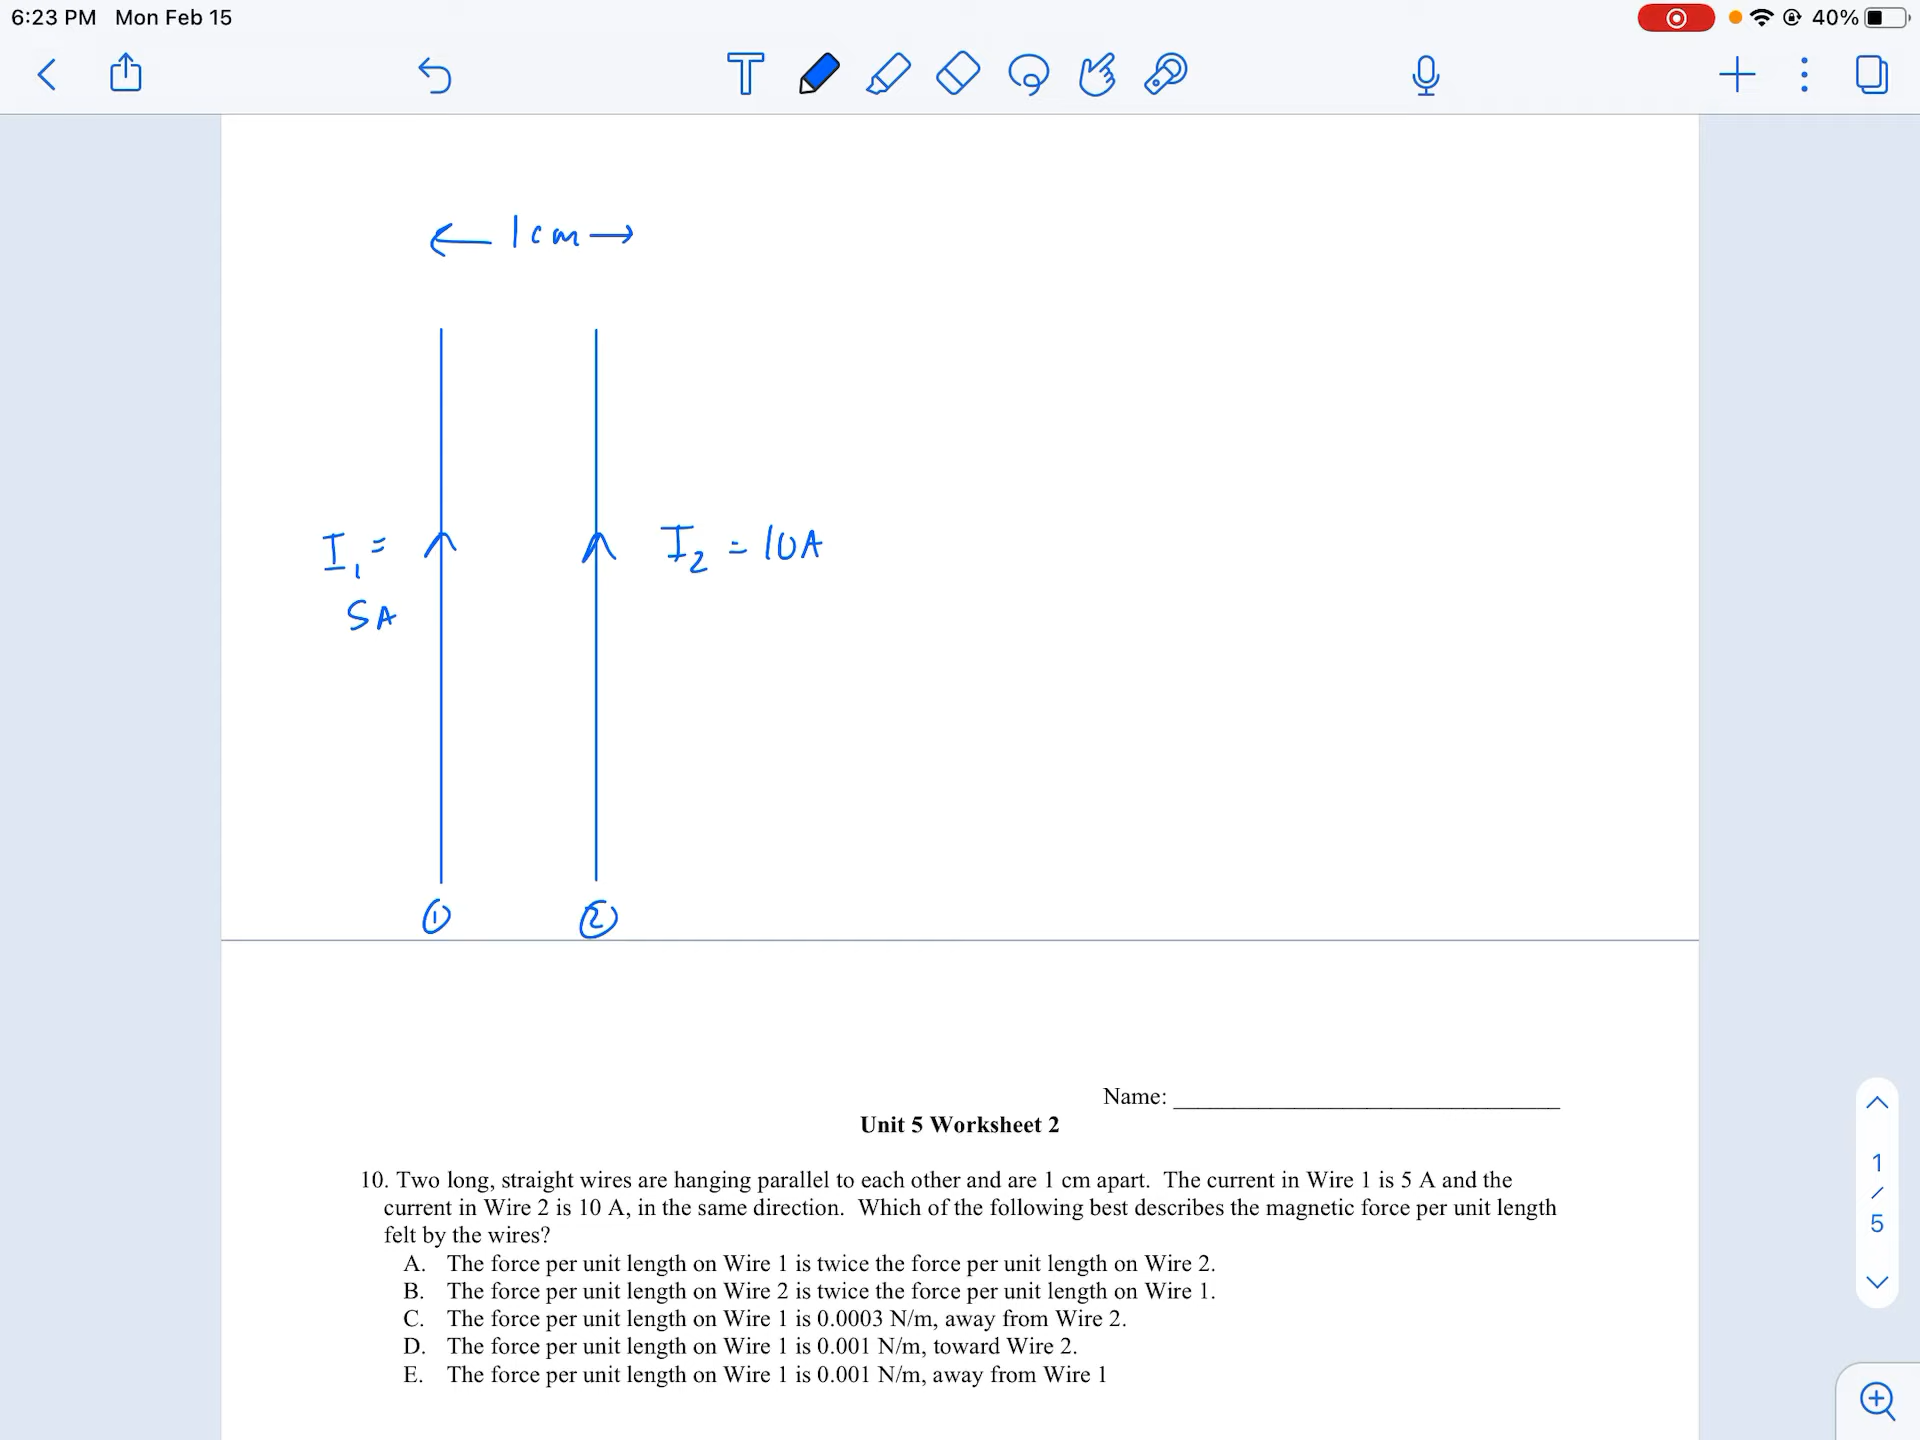 6:23 PM Mon Feb 15
40%
1cm
I₁ =
5A
I₂ = 10A
① ②
Name: ________________________________
Unit 5 Worksheet 2
10. Two long, straight wires are hanging parallel to each other and are 1 cm apart. The current in Wire 1 is 5 A and the
current in Wire 2 is 10 A, in the same direction. Which of the following best describes the magnetic force per unit length
felt by the wires?
A. The force per unit length on Wire 1 is twice the force per unit length on Wire 2.
B. The force per unit length on Wire 2 is twice the force per unit length on Wire 1.
C. The force per unit length on Wire 1 is 0.0003 N/m, away from Wire 2.
D. The force per unit length on Wire 1 is 0.001 N/m, toward Wire 2.
E. The force per unit length on Wire 1 is 0.001 N/m, away from Wire 1
1
/
5